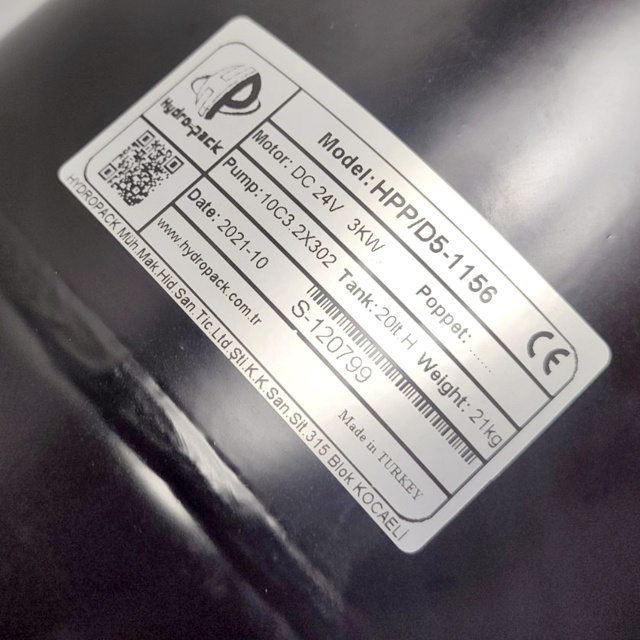 Hydro-pack
Model: HPP/D5-1156
Motor: DC 24V 3KW Poppet: .....
Pump: 10C3.2X302 Tank: 20lt H Weight: 21kg
Date: 2021-10 S-120799
www.hydropack.com.tr Made in TURKEY
HYDROPACK Müh.Mak.Hid San.Tic.Ltd Sti.K.K.San.Sit.315 Blok KOCAELİ
CE